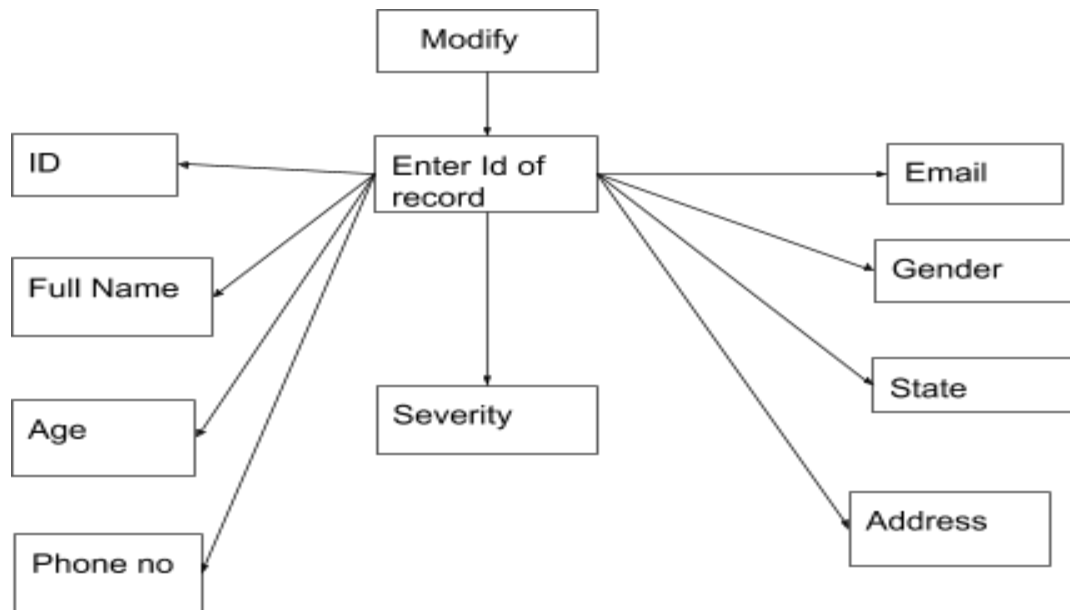 Modify
ID
Enter Id of
record
Email
Full Name
Gender
Age
Severity
State
Phone no
Address